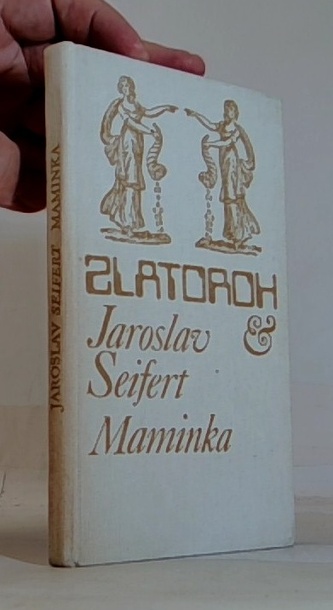 ZLATOROH
Jaroslav &
Seifert
Maminka
JAROSLAV SEIFERT MAMINKA